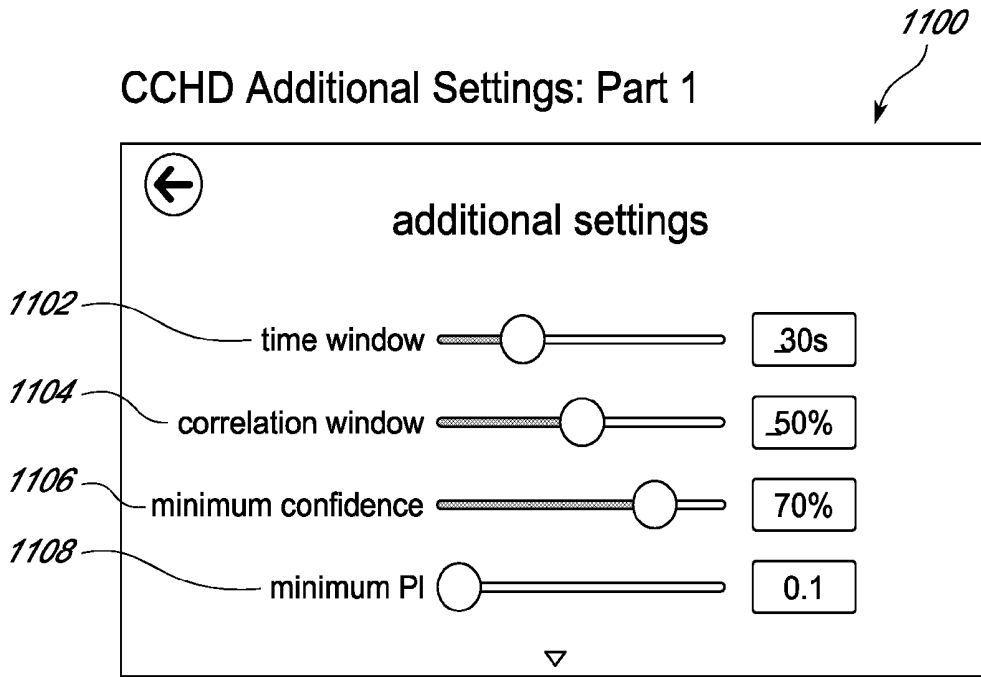 1100
CCHD Additional Settings: Part 1
additional settings
1102
time window 30s
1104
correlation window 50%
1106
minimum confidence 70%
1108
minimum PI 0.1